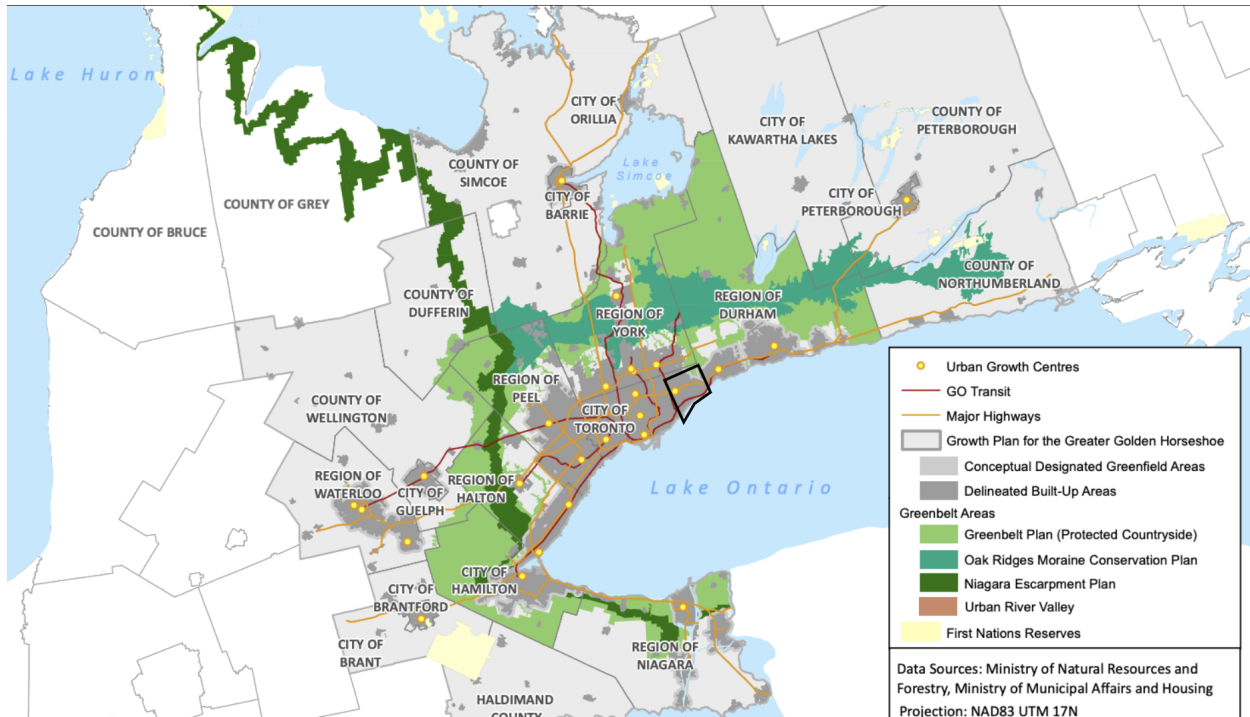 Lake Huron
CITY OF
ORILLIA
CITY OF
KAWARTHA LAKES
COUNTY OF
PETERBOROUGH
COUNTY OF
SIMCOE
Lake
Simcoe
CITY OF
BARRIE
CITY OF
PETERBOROUGH
COUNTY OF GREY
COUNTY OF BRUCE
COUNTY OF
DUFFERIN
REGION OF
YORK
REGION OF
DURHAM
COUNTY OF
NORTHUMBERLAND
REGION OF
PEEL
COUNTY OF
WELLINGTON
CITY OF
TORONTO
REGION OF
WATERLOO
CITY OF
GUELPH
REGION OF
HALTON
Lake Ontario
CITY OF
HAMILTON
CITY OF
BRANTFORD
CITY OF
BRANT
REGION OF
NIAGARA
HALDIMAND
COUNTY
Urban Growth Centres
GO Transit
Major Highways
Growth Plan for the Greater Golden Horseshoe
Conceptual Designated Greenfield Areas
Delineated Built-Up Areas
Greenbelt Areas
Greenbelt Plan (Protected Countryside)
Oak Ridges Moraine Conservation Plan
Niagara Escarpment Plan
Urban River Valley
First Nations Reserves
Data Sources: Ministry of Natural Resources and
Forestry, Ministry of Municipal Affairs and Housing
Projection: NAD83 UTM 17N